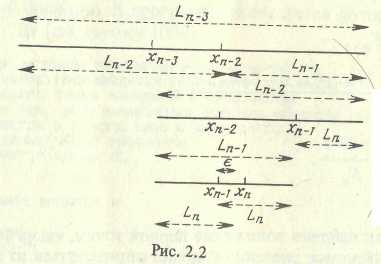 L_{n-3}
x_{n-3} x_{n-2}
L_{n-2} L_{n-1}
L_{n-2}
x_{n-2} x_{n-1} L_n
L_{n-1}
ε
x_{n-1} x_n
L_n L_n
Рис. 2.2